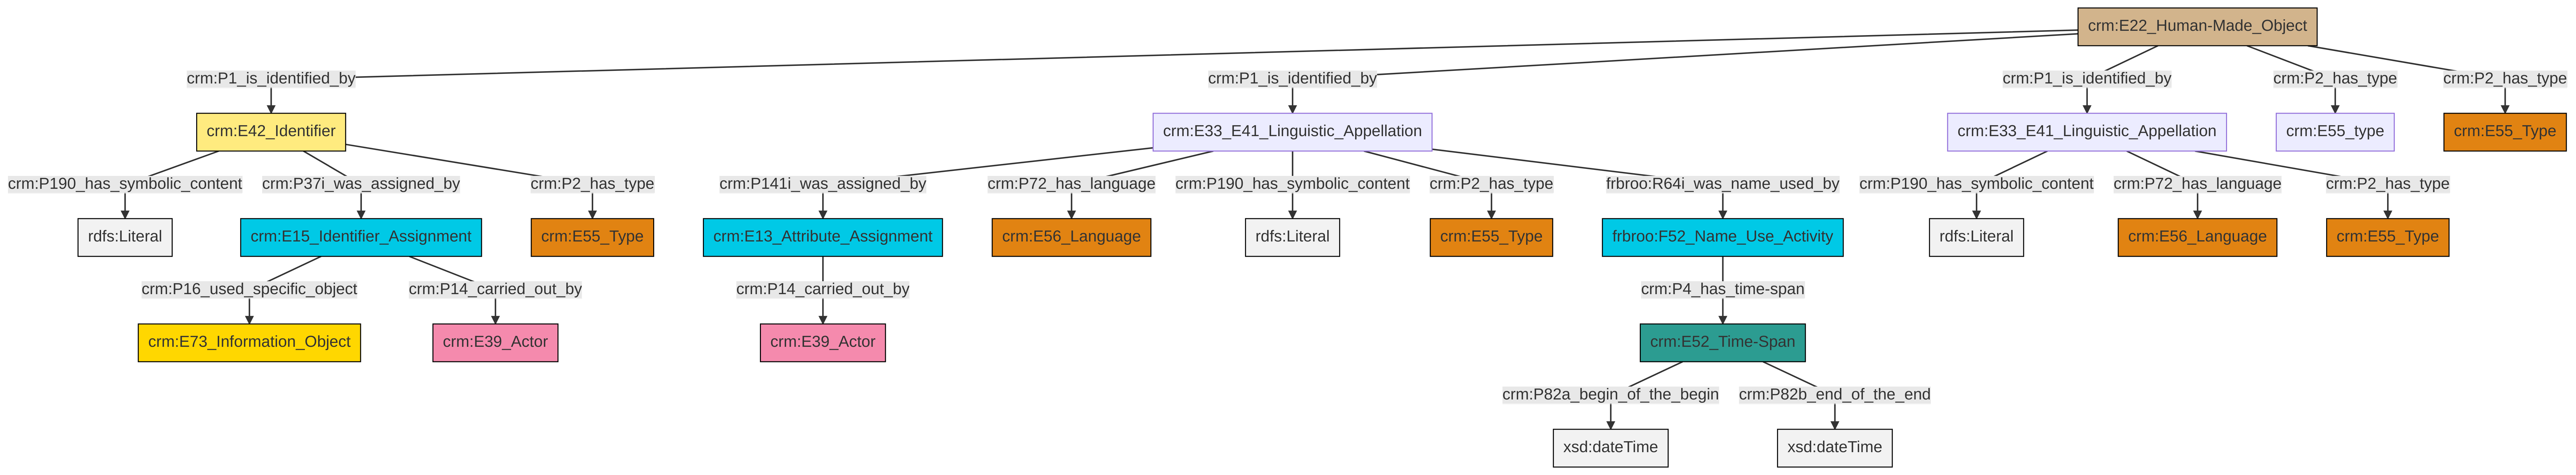 crm:E22_Human-Made_Object
crm:P1_is_identified_by
crm:P1_is_identified_by
crm:P1_is_identified_by
crm:P2_has_type
crm:P2_has_type
crm:E42_Identifier
crm:E33_E41_Linguistic_Appellation
crm:E33_E41_Linguistic_Appellation
crm:E55_type
crm:E55_Type
crm:P190_has_symbolic_content
crm:P37i_was_assigned_by
crm:P2_has_type
crm:P141i_was_assigned_by
crm:P72_has_language
crm:P190_has_symbolic_content
crm:P2_has_type
frbroo:R64i_was_name_used_by
crm:P190_has_symbolic_content
crm:P72_has_language
crm:P2_has_type
rdfs:Literal
crm:E15_Identifier_Assignment
crm:E55_Type
crm:E13_Attribute_Assignment
crm:E56_Language
rdfs:Literal
crm:E55_Type
frbroo:F52_Name_Use_Activity
rdfs:Literal
crm:E56_Language
crm:E55_Type
crm:P16_used_specific_object
crm:P14_carried_out_by
crm:P14_carried_out_by
crm:P4_has_time-span
crm:E73_Information_Object
crm:E39_Actor
crm:E39_Actor
crm:E52_Time-Span
crm:P82a_begin_of_the_begin
crm:P82b_end_of_the_end
xsd:dateTime
xsd:dateTime